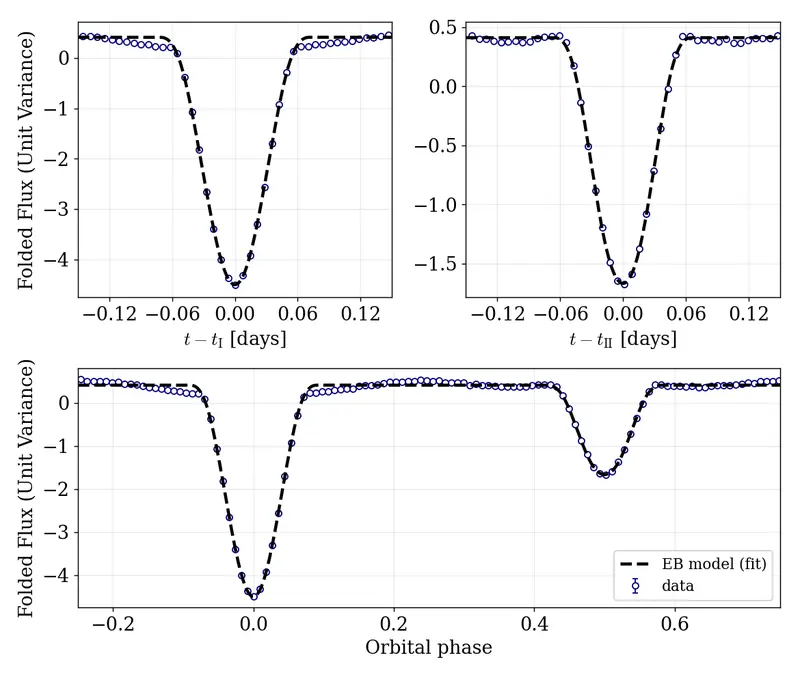 Folded Flux (Unit Variance)
0
−1
−2
−3
−4
−0.12 −0.06 0.00 0.06 0.12
t − t_I [days]
0.5
0.0
−0.5
−1.0
−1.5
−0.12 −0.06 0.00 0.06 0.12
t − t_II [days]
Folded Flux (Unit Variance)
0
−1
−2
−3
−4
−0.2 0.0 0.2 0.4 0.6
Orbital phase
EB model (fit)
data